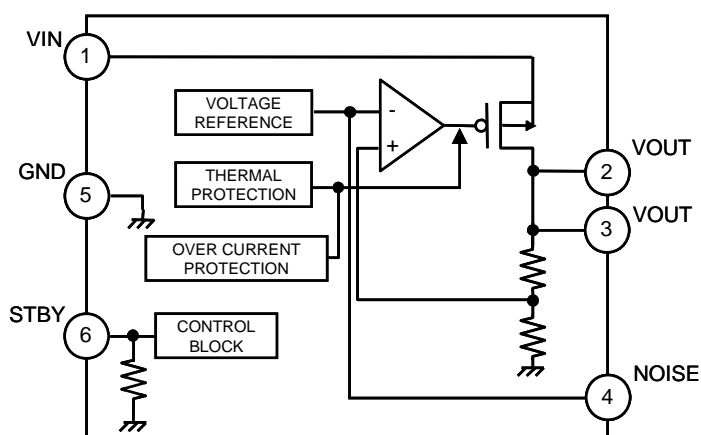 VIN
1
VOLTAGE
REFERENCE
-
+
GND
5
THERMAL
PROTECTION
VOUT
2
VOUT
3
OVER CURRENT
PROTECTION
STBY
6
CONTROL
BLOCK
NOISE
4